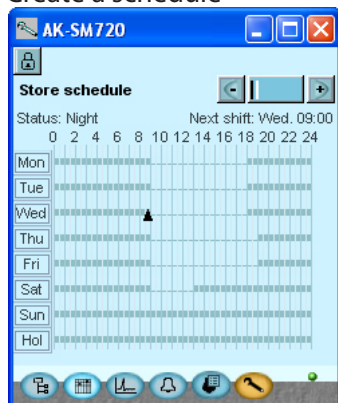 Create a schedule
AK-SM720
Store schedule
Status: Night Next shift: Wed. 09:00
0 2 4 6 8 10 12 14 16 18 20 22 24
Mon
Tue
Wed
Thu
Fri
Sat
Sun
Hol